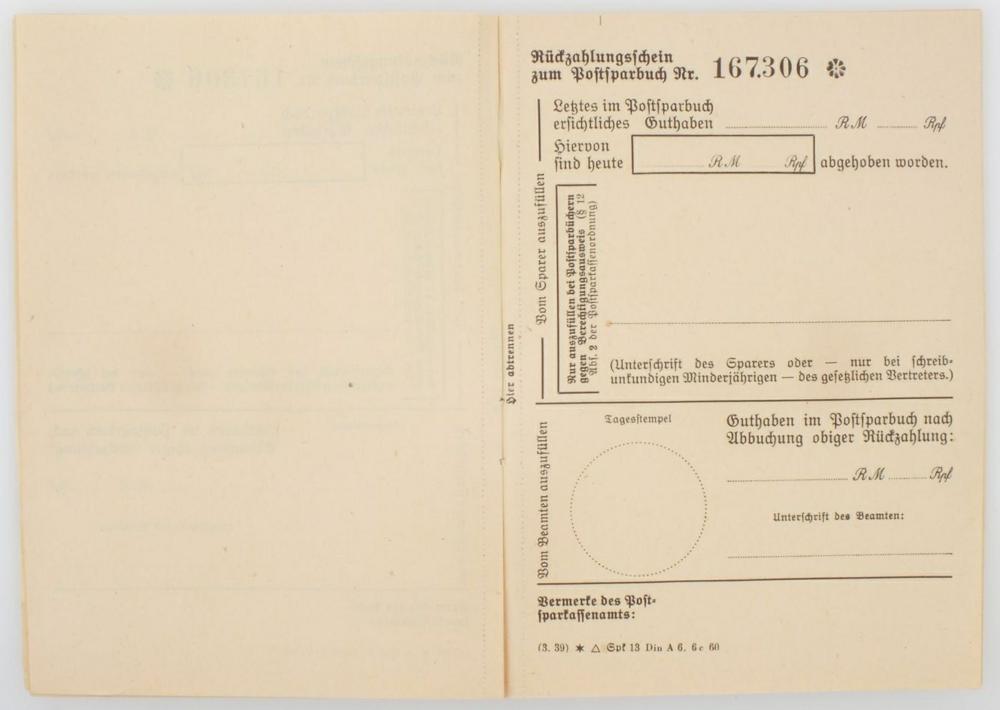 Rückzahlungsschein
zum Postsparbuch Nr. 167306
Letztes im Postsparbuch
ersichtliches Guthaben RM Rpf
Hiervon
sind heute RM Rpf abgehoben worden.
Vom Sparer auszufüllen
Nur auszufüllen bei Postsparbüchern
gegen Berechtigungsausweis (§ 12
Abs. 2 der Postsparkassenordnung)
(Unterschrift des Sparers oder — nur bei schreib-
unkundigen Minderjährigen — des gesetzlichen Vertreters.)
Hier abtrennen
Vom Beamten auszufüllen
Tagesstempel
Guthaben im Postsparbuch nach
Abbuchung obiger Rückzahlung:
RM Rpf
Unterschrift des Beamten:
Vermerke des Post-
sparkassenamts:
(3. 39) ✶ △ Spk 13 Din A 6. 6c 60